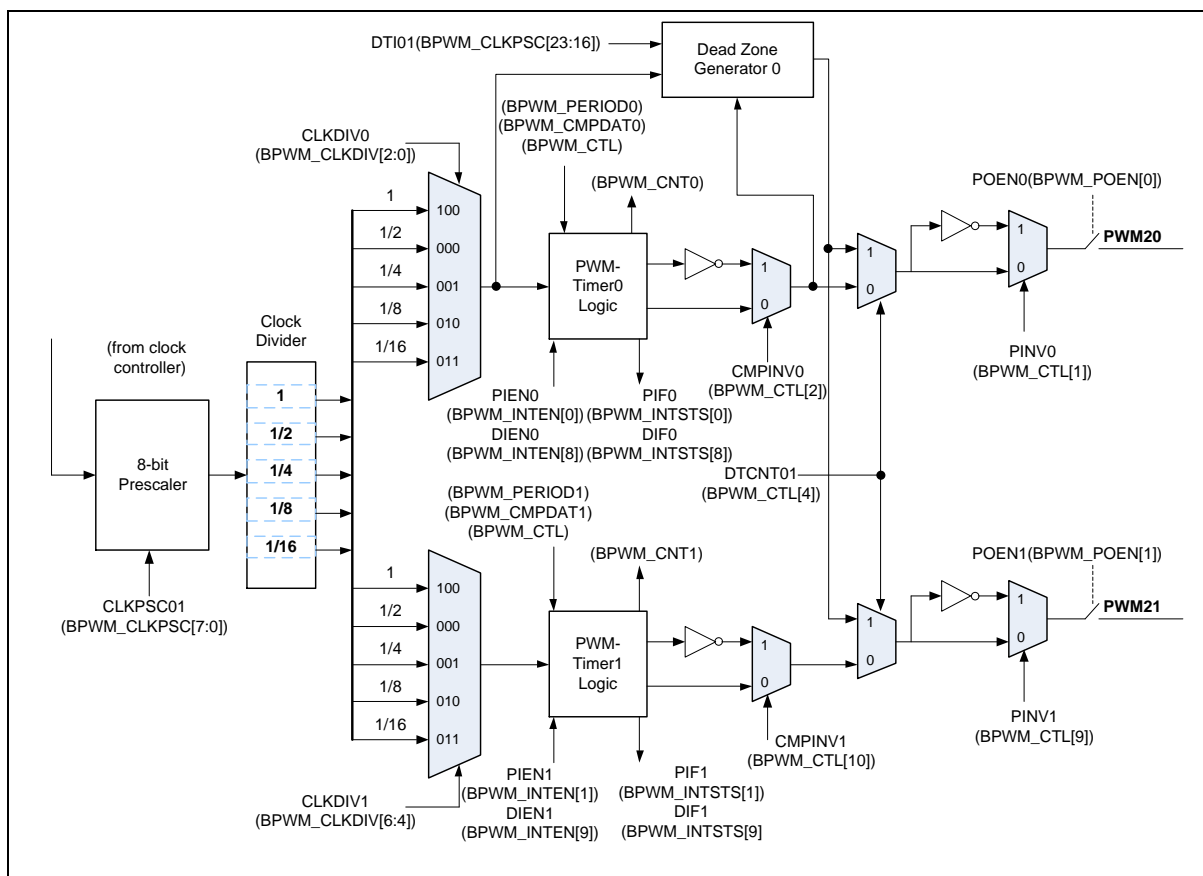 DTI01(BPWM_CLKPSC[23:16])
Dead Zone
Generator 0
(BPWM_PERIOD0)
(BPWM_CMPDAT0)
(BPWM_CTL)
CLKDIV0
(BPWM_CLKDIV[2:0])
(BPWM_CNT0)
POEN0(BPWM_POEN[0])
1
100
1/2
000
1/4
001
1/8
010
1/16
011
PWM-
Timer0
Logic
1
0
1
0
1
0
PWM20
(from clock
controller)
Clock
Divider
1
1/2
1/4
1/8
1/16
8-bit
Prescaler
CLKPSC01
(BPWM_CLKPSC[7:0])
PIEN0
(BPWM_INTEN[0])
DIEN0
(BPWM_INTEN[8])
PIF0
(BPWM_INTSTS[0])
DIF0
(BPWM_INTSTS[8])
CMPINV0
(BPWM_CTL[2])
PINV0
(BPWM_CTL[1])
DTCNT01
(BPWM_CTL[4])
(BPWM_PERIOD1)
(BPWM_CMPDAT1)
(BPWM_CTL)
(BPWM_CNT1)
POEN1(BPWM_POEN[1])
1
100
1/2
000
1/4
001
1/8
010
1/16
011
PWM-
Timer1
Logic
1
0
1
0
1
0
PWM21
CLKDIV1
(BPWM_CLKDIV[6:4])
PIEN1
(BPWM_INTEN[1])
DIEN1
(BPWM_INTEN[9])
PIF1
(BPWM_INTSTS[1])
DIF1
(BPWM_INTSTS[9]
CMPINV1
(BPWM_CTL[10])
PINV1
(BPWM_CTL[9])